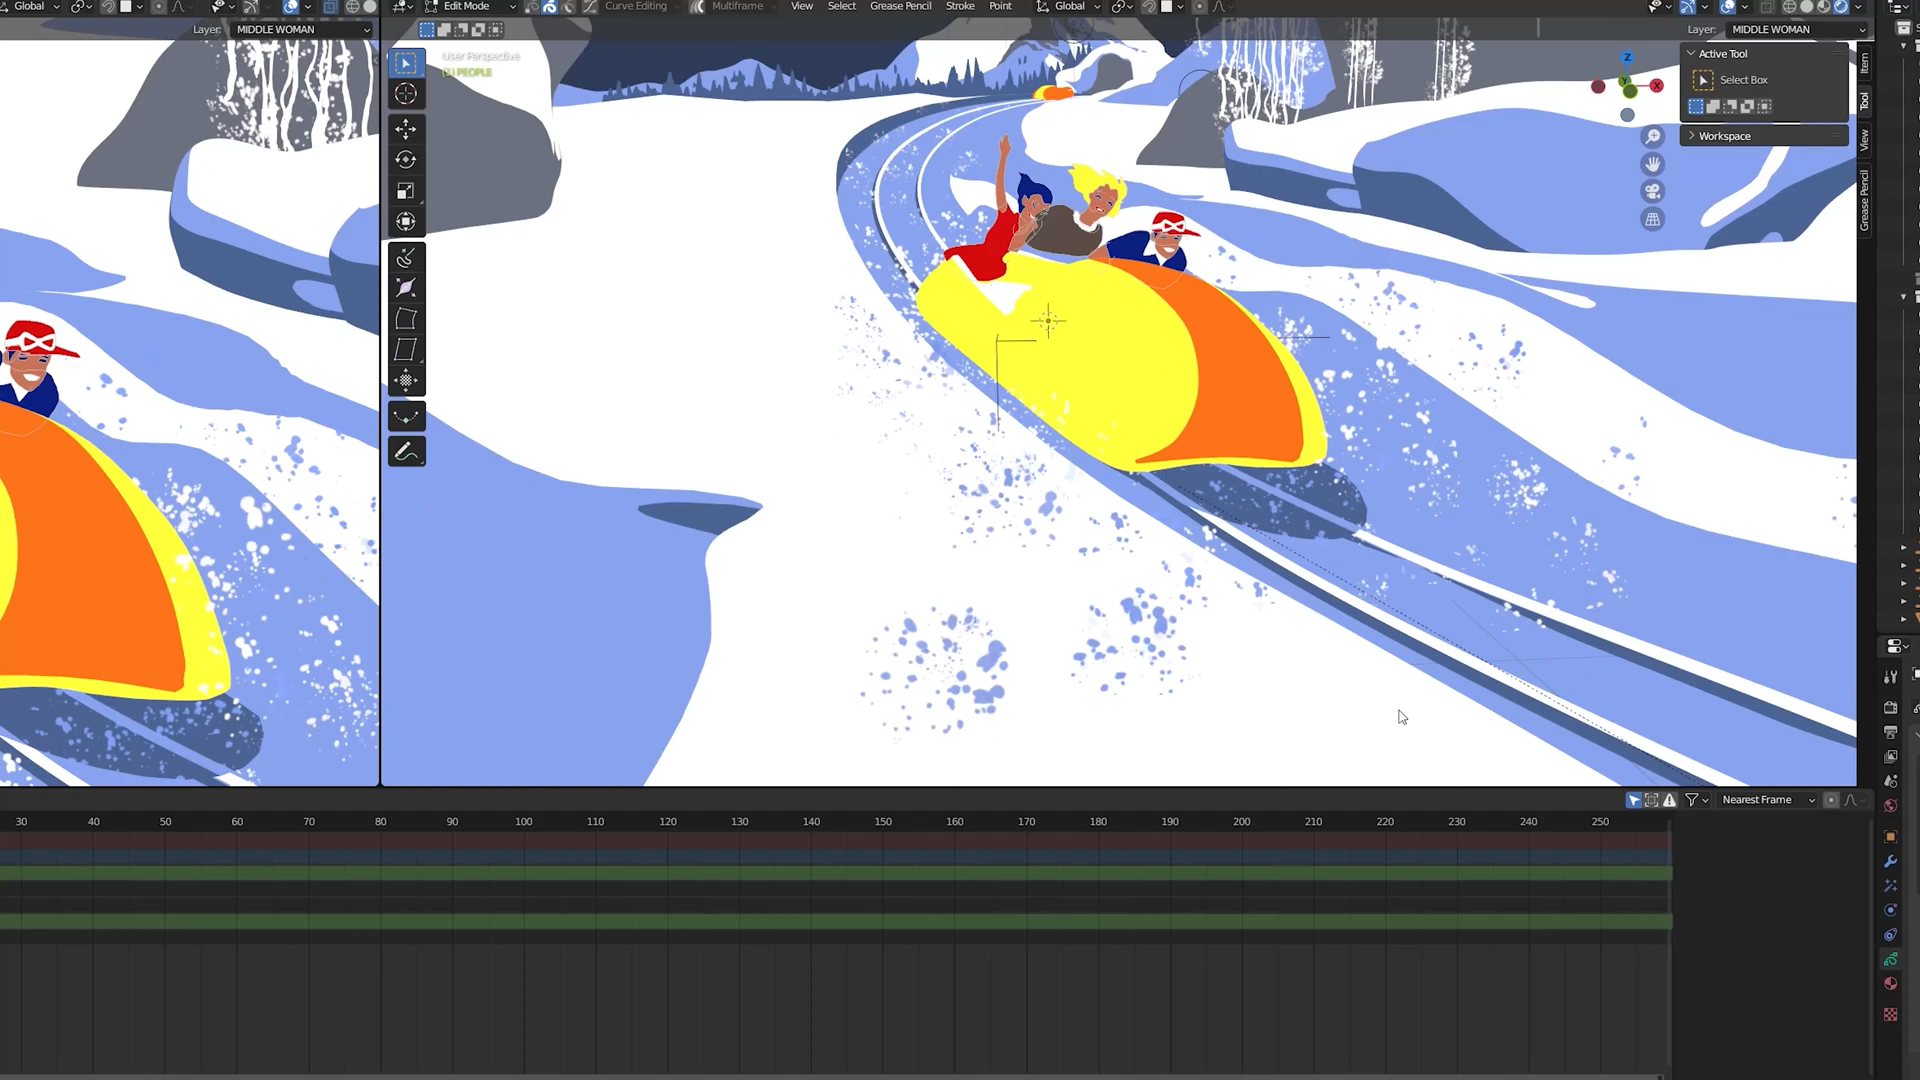 Global
Edit Mode
Curve Editing
Multiframe
View
Select
Grease Pencil
Stroke
Point
Global
Layer: MIDDLE WOMAN
Layer: MIDDLE WOMAN
User Perspective
(1) PEOPLE
Z
Y
X
Active Tool
Select Box
Workspace
Item
Tool
View
Grease Pencil
Nearest Frame
30 40 50 60 70 80 90 100 110 120 130 140 150 160 170 180 190 200 210 220 230 240 250